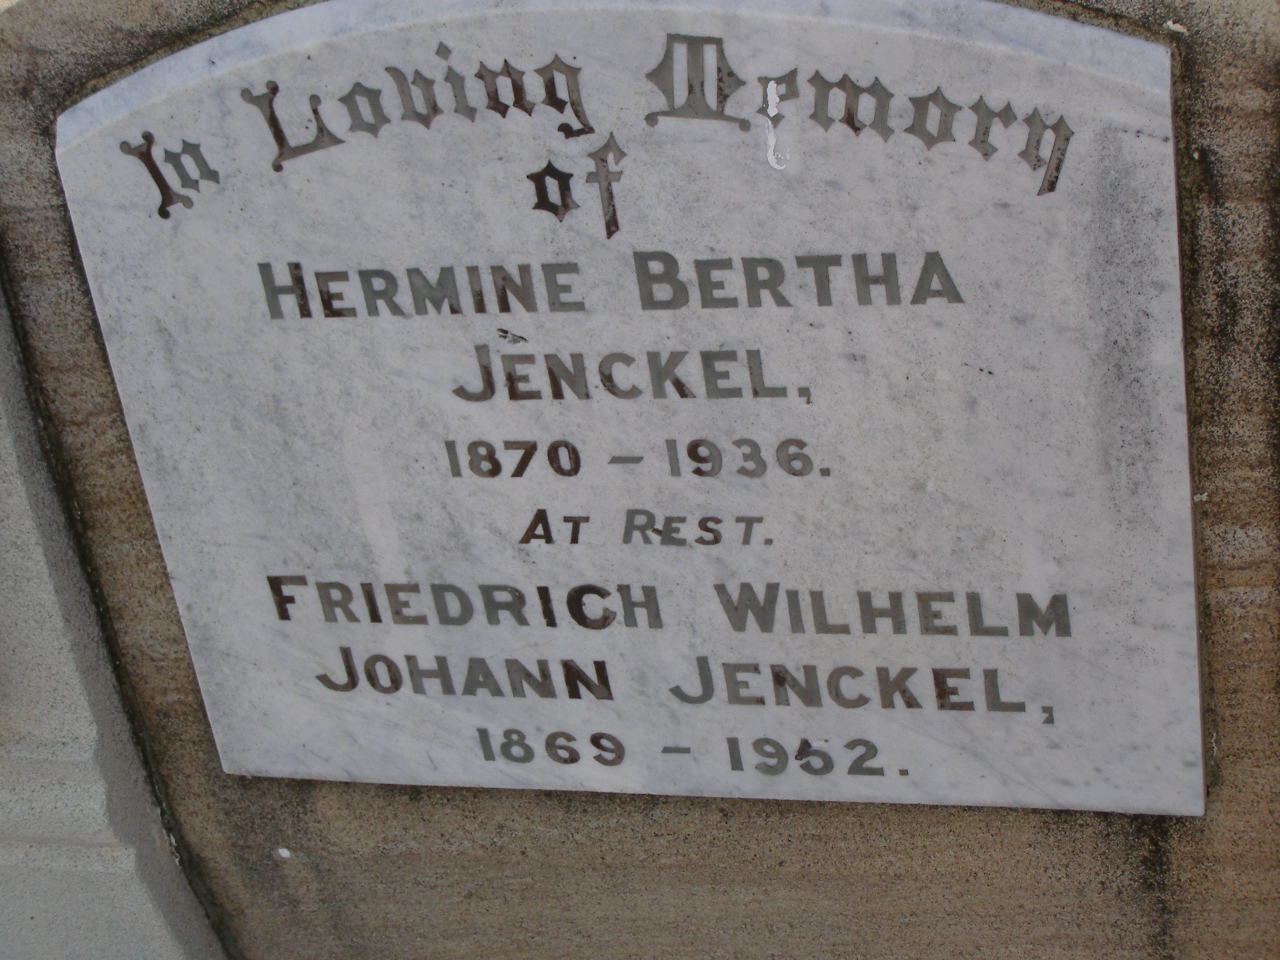 In Loving Memory
of
HERMINE BERTHA
JENCKEL,
1870 - 1936.
AT REST.
FRIEDRICH WILHELM
JOHANN JENCKEL,
1869 - 1952.